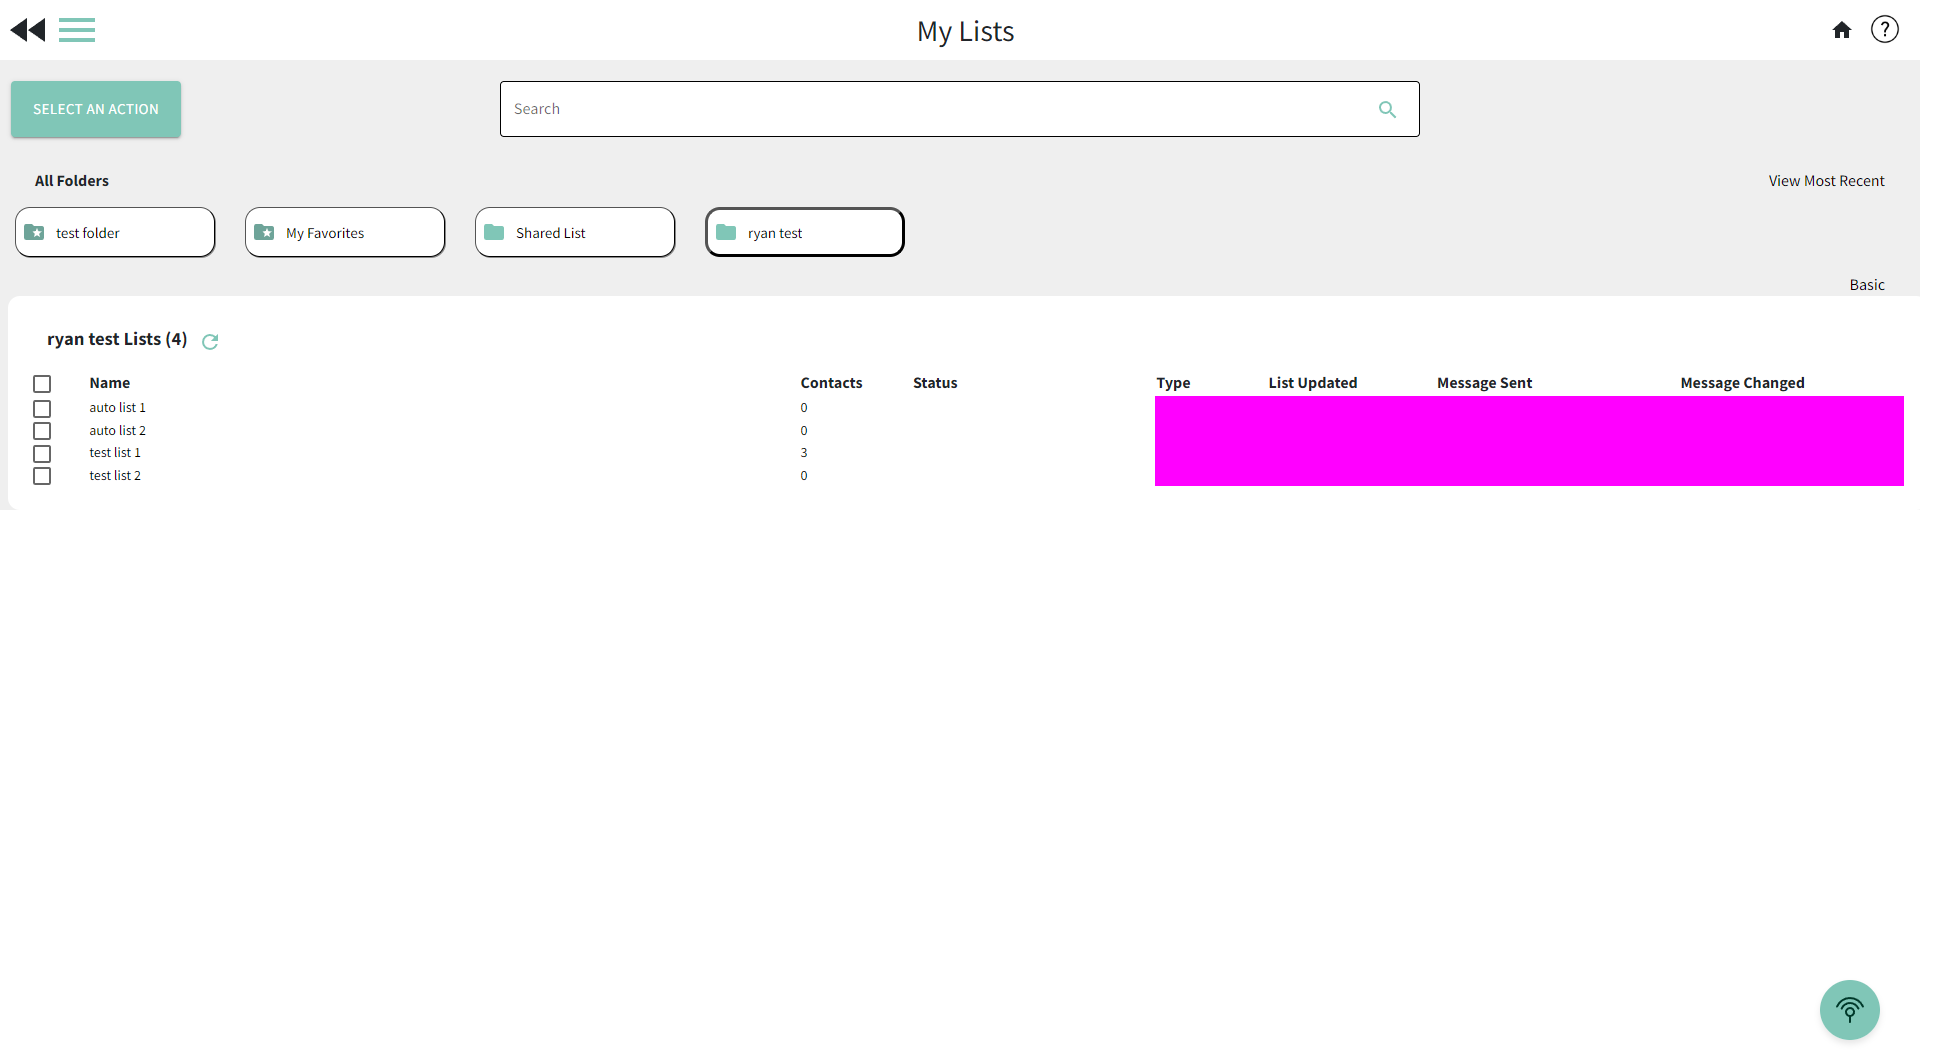 My Lists
?
SELECT AN ACTION
Search
All Folders
View Most Recent
test folder
My Favorites
Shared List
ryan test
Basic
ryan test Lists (4)
Name Contacts Status Type List Updated Message Sent Message Changed
auto list 1 0
auto list 2 0
test list 1 3
test list 2 0